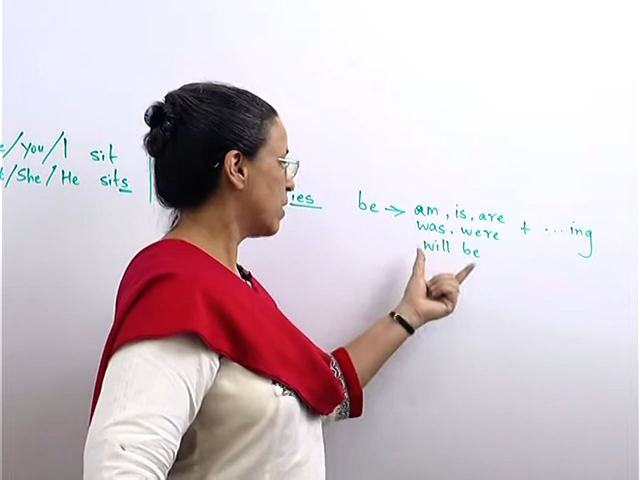 /you/I sit
/She/He sits
ies
be → am, is, are
was, were + ...ing
will be